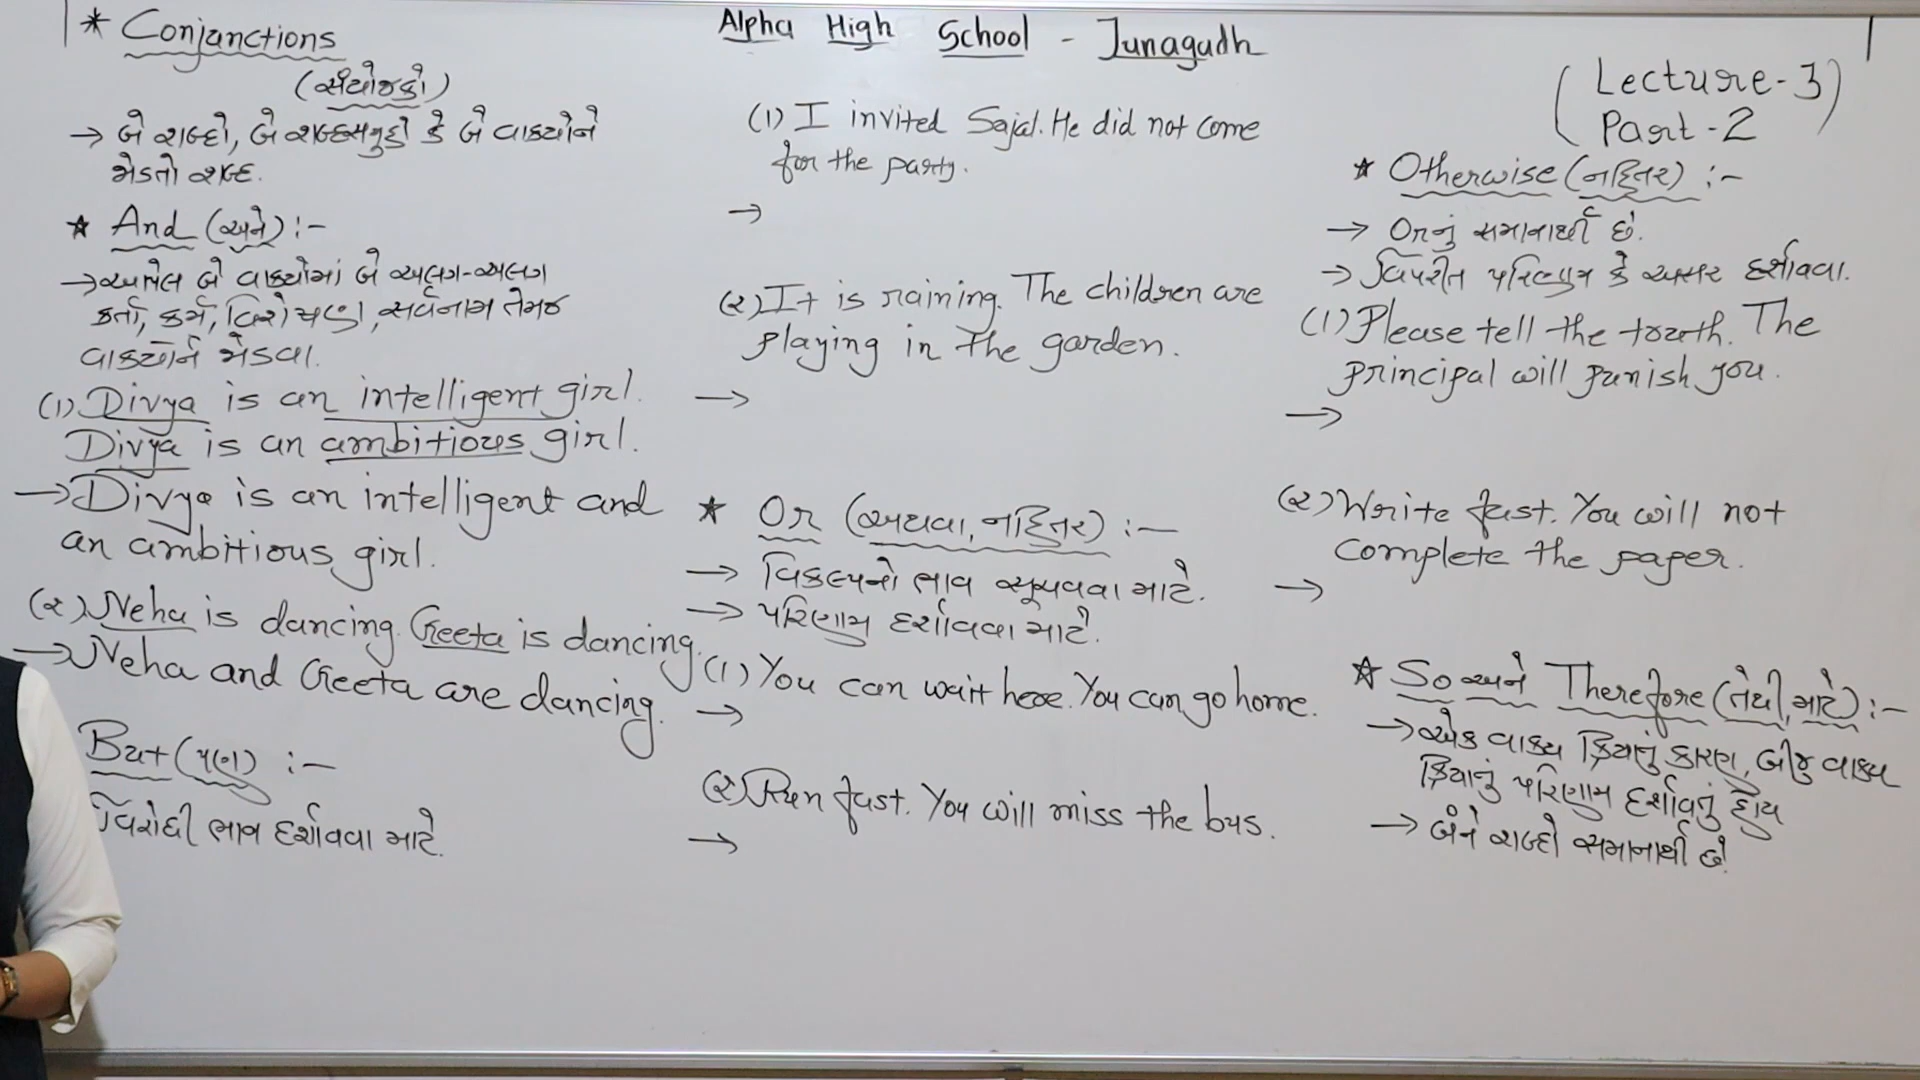 * Conjunctions
(સંયોજકો)
→ બે શબ્દો, બે શબ્દસમુહો કે બે વાક્યોને
જોડતો શબ્દ.
* And (અને) :-
→ આપેલ બે વાક્યોમાં બે અલગ-અલગ
કર્તા, કર્મ, વિશેષણ, સર્વનામ તેમજ
વાક્યોને જોડવા.
(1) Divya is an intelligent girl.
Divya is an ambitious girl.
→ Divya is an intelligent and
an ambitious girl.
(૨) Neha is dancing. Geeta is dancing.
→ Neha and Geeta are dancing.
But (પણ) :-
વિરોધી ભાવ દર્શાવવા માટે.
Alpha High School - Junagadh
(1) I invited Sejal. He did not come
for the party.
→
(૨) It is raining. The children are
playing in the garden.
→
* Or (અથવા, નહિતર) :-
→ વિકલ્પનો ભાવ સૂચવવા માટે.
→ પરિણામ દર્શાવવા માટે.
(1) You can wait here. You can go home.
→
(૨) Run fast. You will miss the bus.
→
(Lecture-3
Part-2)
* Otherwise (નહિતર) :-
→ Orનું સમાનાર્થી છે.
→ વિપરીત પરિણામ કે અસર દર્શાવવા.
(1) Please tell the truth. The
principal will punish you.
→
(૨) Write fast. You will not
complete the paper.
→
* So અને Therefore (તેથી, માટે) :-
→ એક વાક્ય ક્રિયાનું કારણ, બીજુ વાક્ય
ક્રિયાનું પરિણામ દર્શાવતું હોય
→ બંને શબ્દો સમાનાર્થી છે.